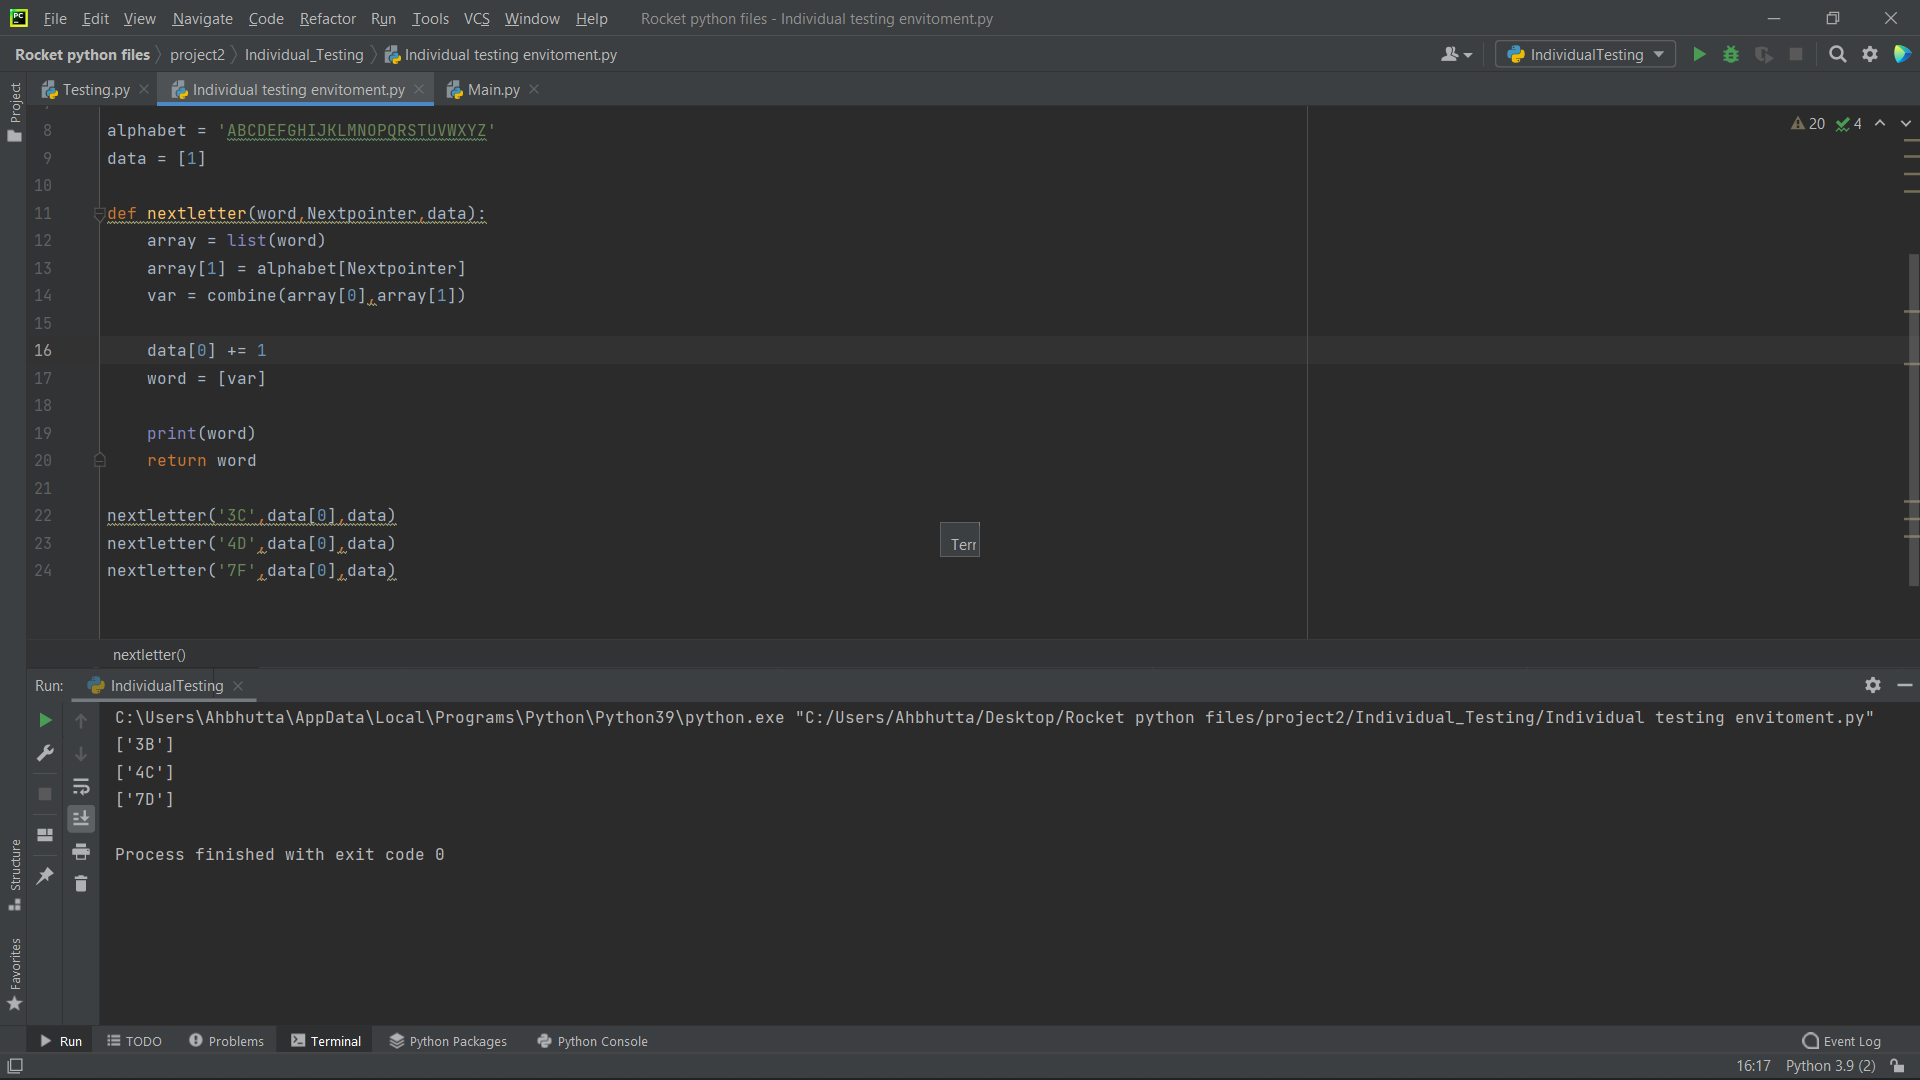 File Edit View Navigate Code Refactor Run Tools VCS Window Help Rocket python files - Individual testing envitoment.py
Rocket python files project2 Individual_Testing Individual testing envitoment.py IndividualTesting
Project
Testing.py Individual testing envitoment.py Main.py
20 4
8 alphabet = 'ABCDEFGHIJKLMNOPQRSTUVWXYZ'
9 data = [1]
10
11 def nextletter(word,Nextpointer,data):
12 array = list(word)
13 array[1] = alphabet[Nextpointer]
14 var = combine(array[0],array[1])
15
16 data[0] += 1
17 word = [var]
18
19 print(word)
20 return word
21
22 nextletter('3C',data[0],data)
23 nextletter('4D',data[0],data)
24 nextletter('7F',data[0],data)
nextletter()
Run: IndividualTesting
C:\Users\Ahbhutta\AppData\Local\Programs\Python\Python39\python.exe "C:/Users/Ahbhutta/Desktop/Rocket python files/project2/Individual_Testing/Individual testing envitoment.py"
['3B']
['4C']
['7D']
Process finished with exit code 0
Structure
Favorites
Run TODO Problems Terminal Python Packages Python Console Event Log
16:17 Python 3.9 (2)